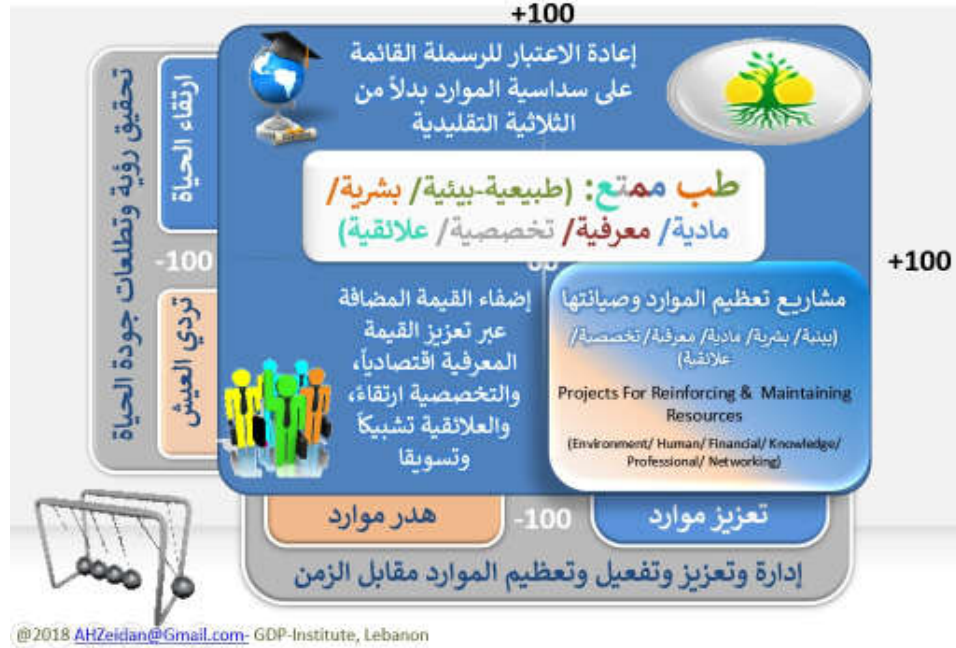 +100
إعادة الاعتبار للرسملة القائمة
على سداسية الموارد بدلاً من
الثلاثية التقليدية
طب ممتع: (طبيعية-بيئية/ بشرية/
مادية/ معرفية/ تخصصية/ علائقية)
تحقيق رؤية وتطلعات جودة الحياة
ارتقاء الحياة
-100
00
+100
تردي العيش
مشاريع تعظيم الموارد وصيانتها
(بيئية/ بشرية/ مادية/ معرفية/ تخصصية/
علائقية)
Projects For Reinforcing & Maintaining
Resources
(Environment/ Human/ Financial/ Knowledge/
Professional/ Networking)
إضفاء القيمة المضافة
عبر تعزيز القيمة
المعرفية اقتصادياً،
والتخصصية ارتقاءً،
والعلائقية تشبيكاً
وتسويقا
تعزيز موارد
-100
هدر موارد
إدارة وتعزيز وتفعيل وتعظيم الموارد مقابل الزمن
@2018 AHZeidan@Gmail.com- GDP-Institute, Lebanon